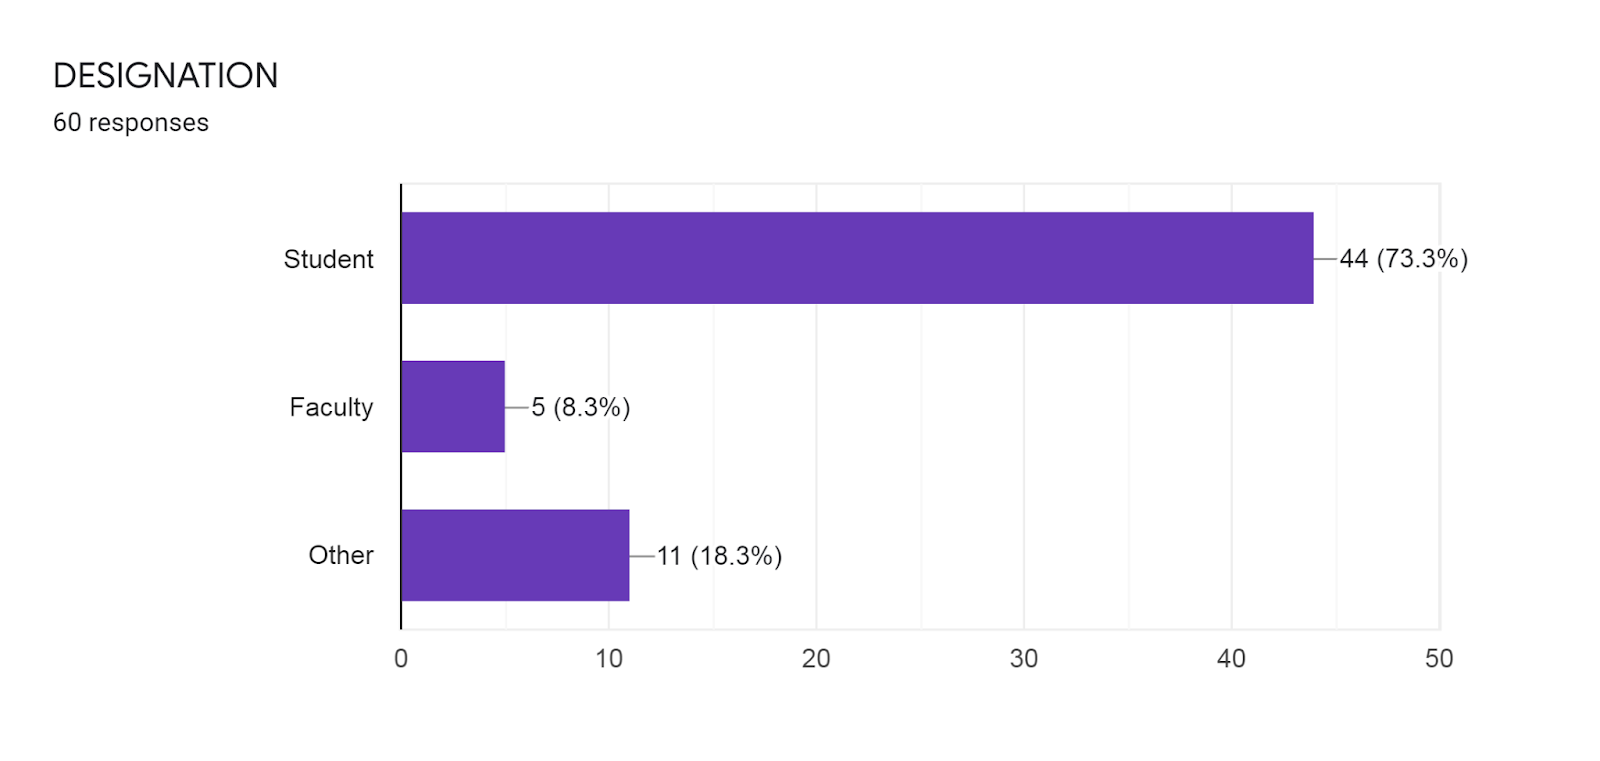 DESIGNATION
60 responses
Student
44 (73.3%)
Faculty
5 (8.3%)
Other
11 (18.3%)
0 10 20 30 40 50